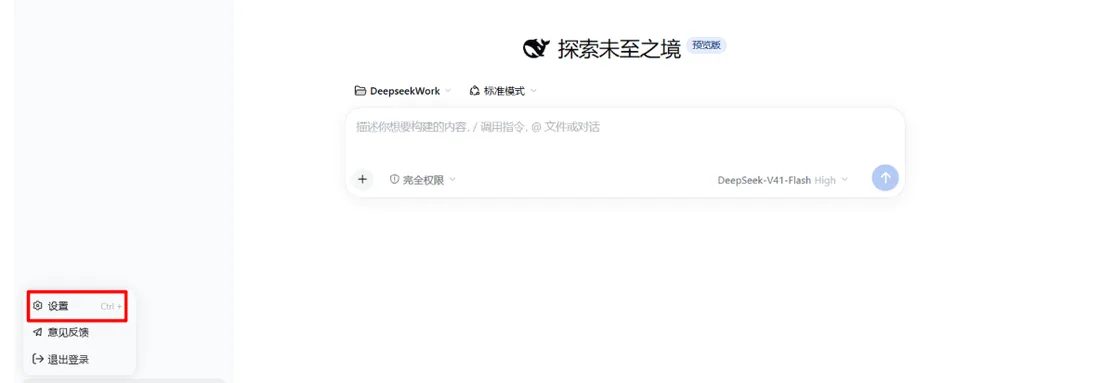 探索未至之境 预览版
DeepseekWork 标准模式
描述你想要构建的内容, / 调用指令, @ 文件或对话
完全权限 DeepSeek-V41-Flash High
设置 Ctrl +
意见反馈
退出登录